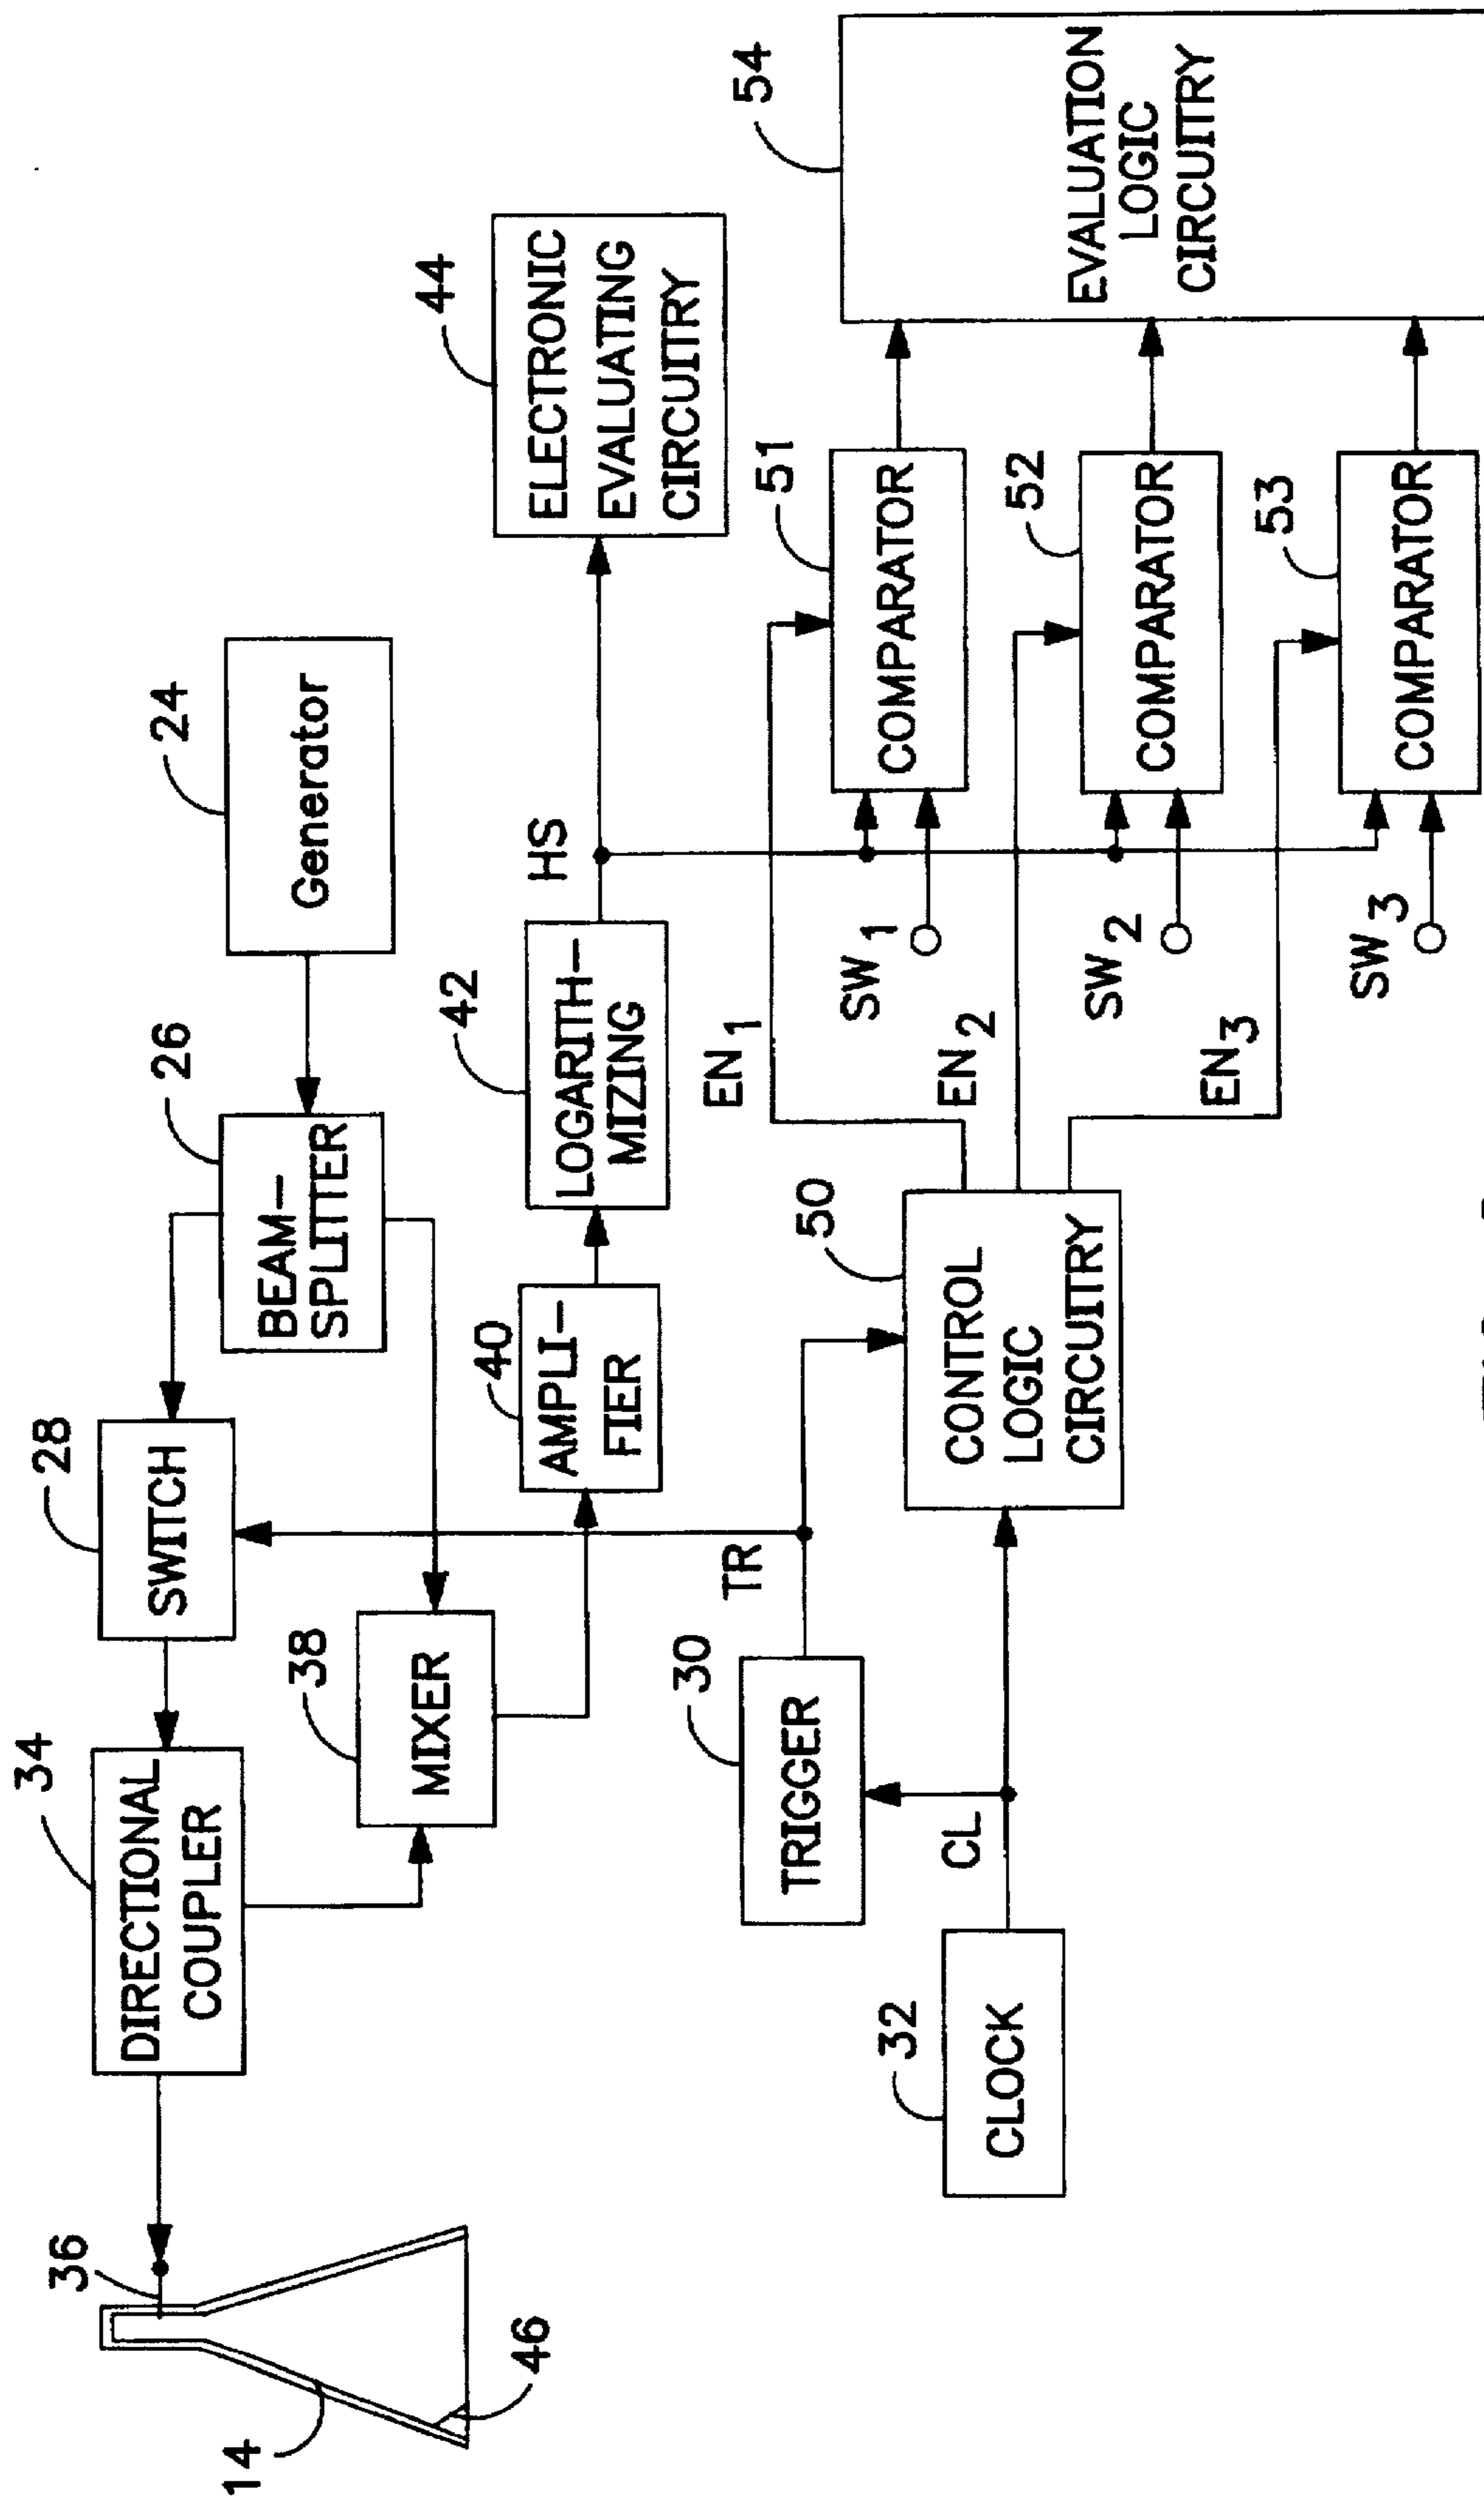 34
DIRECTIONAL
COUPLER
28
SWITCH
26
BEAM-
SPLITTER
24
Generator
36
14
46
38
MIXER
40
AMPLI-
FIER
42
LOGARITH-
MIZING
HS
44
ELECTRONIC
EVALUATING
CIRCUITRY
30
TRIGGER
TR
32
CLOCK
CL
50
CONTROL
LOGIC
CIRCUITRY
EN1
EN2
EN3
SW1
SW2
SW3
51
COMPARATOR
52
COMPARATOR
53
COMPARATOR
54
EVALUATION
LOGIC
CIRCUITRY